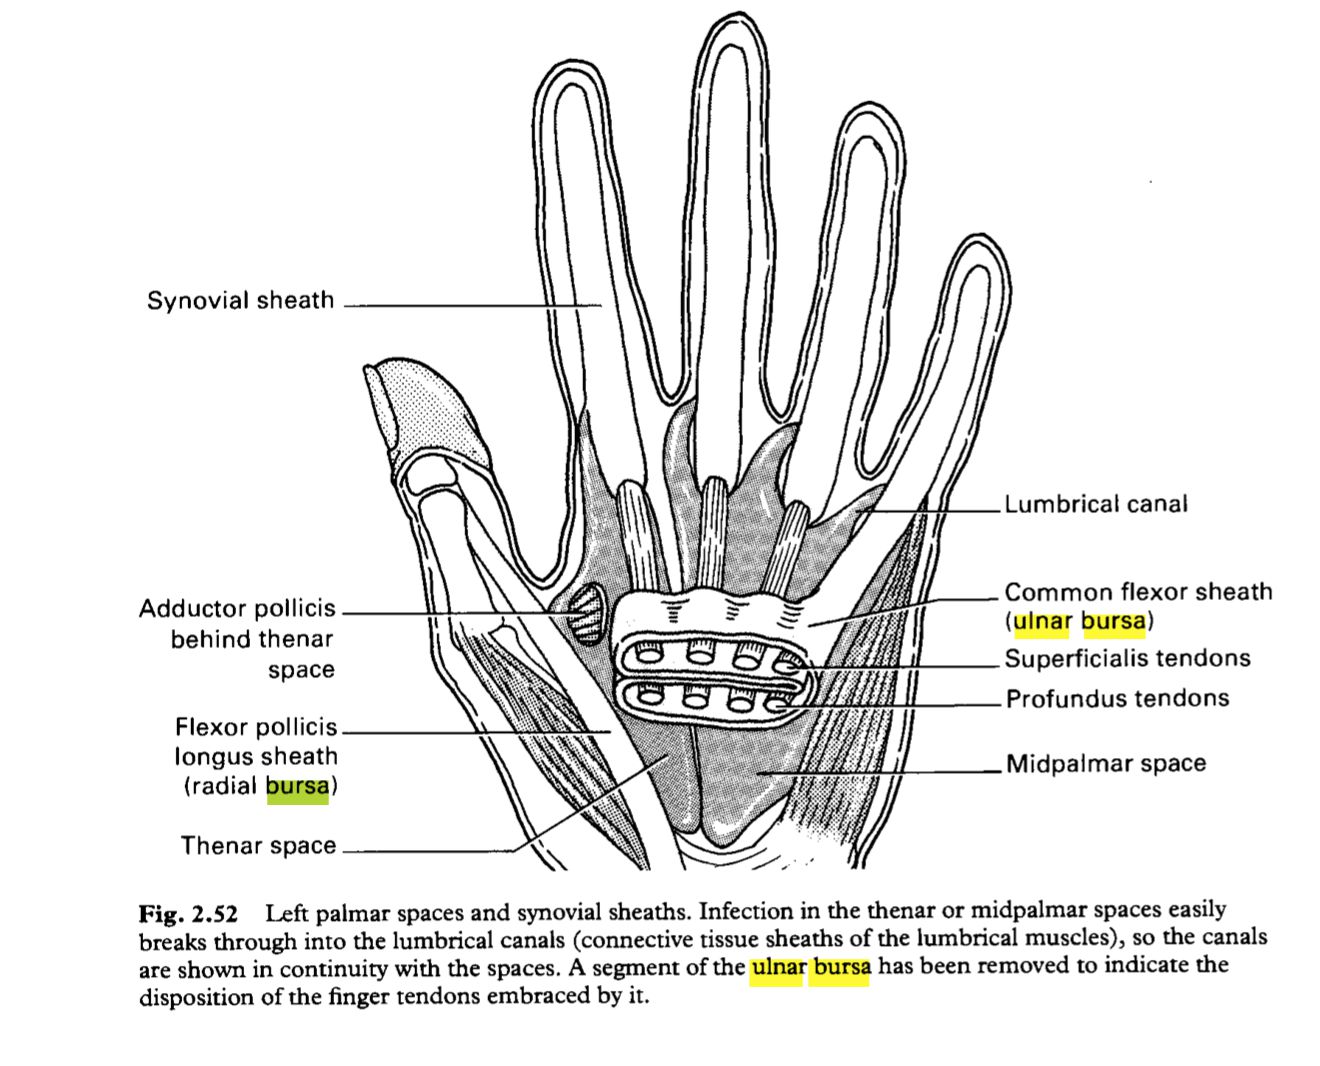 Synovial sheath
Lumbrical canal
Common flexor sheath
(ulnar bursa)
Adductor pollicis
behind thenar
space
Superficialis tendons
Profundus tendons
Flexor pollicis
longus sheath
(radial bursa)
Midpalmar space
Thenar space
Fig. 2.52 Left palmar spaces and synovial sheaths. Infection in the thenar or midpalmar spaces easily
breaks through into the lumbrical canals (connective tissue sheaths of the lumbrical muscles), so the canals
are shown in continuity with the spaces. A segment of the ulnar bursa has been removed to indicate the
disposition of the finger tendons embraced by it.